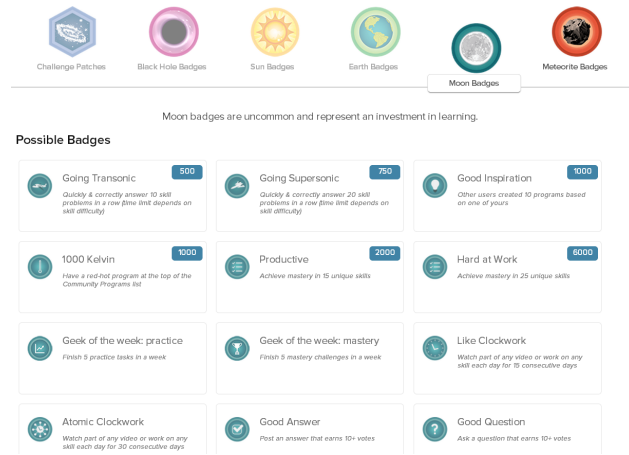 Challenge Patches
Black Hole Badges
Sun Badges
Earth Badges
Moon Badges
Meteorite Badges
Moon badges are uncommon and represent an investment in learning.
Possible Badges
500
Going Transonic
Quickly & correctly answer 10 skill
problems in a row (time limit depends on
skill difficulty)
750
Going Supersonic
Quickly & correctly answer 20 skill
problems in a row (time limit depends on
skill difficulty)
1000
Good Inspiration
Other users created 10 programs based
on one of yours
1000
1000 Kelvin
Have a red-hot program at the top of the
Community Programs list
2000
Productive
Achieve mastery in 15 unique skills
6000
Hard at Work
Achieve mastery in 25 unique skills
Geek of the week: practice
Finish 5 practice tasks in a week
Geek of the week: mastery
Finish 5 mastery challenges in a week
Like Clockwork
Watch part of any video or work on any
skill each day for 15 consecutive days
Atomic Clockwork
Watch part of any video or work on any
skill each day for 30 consecutive days
Good Answer
Post an answer that earns 10+ votes
Good Question
Ask a question that earns 10+ votes